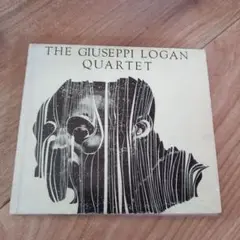 THE GIUSEPPI LOGAN
QUARTET